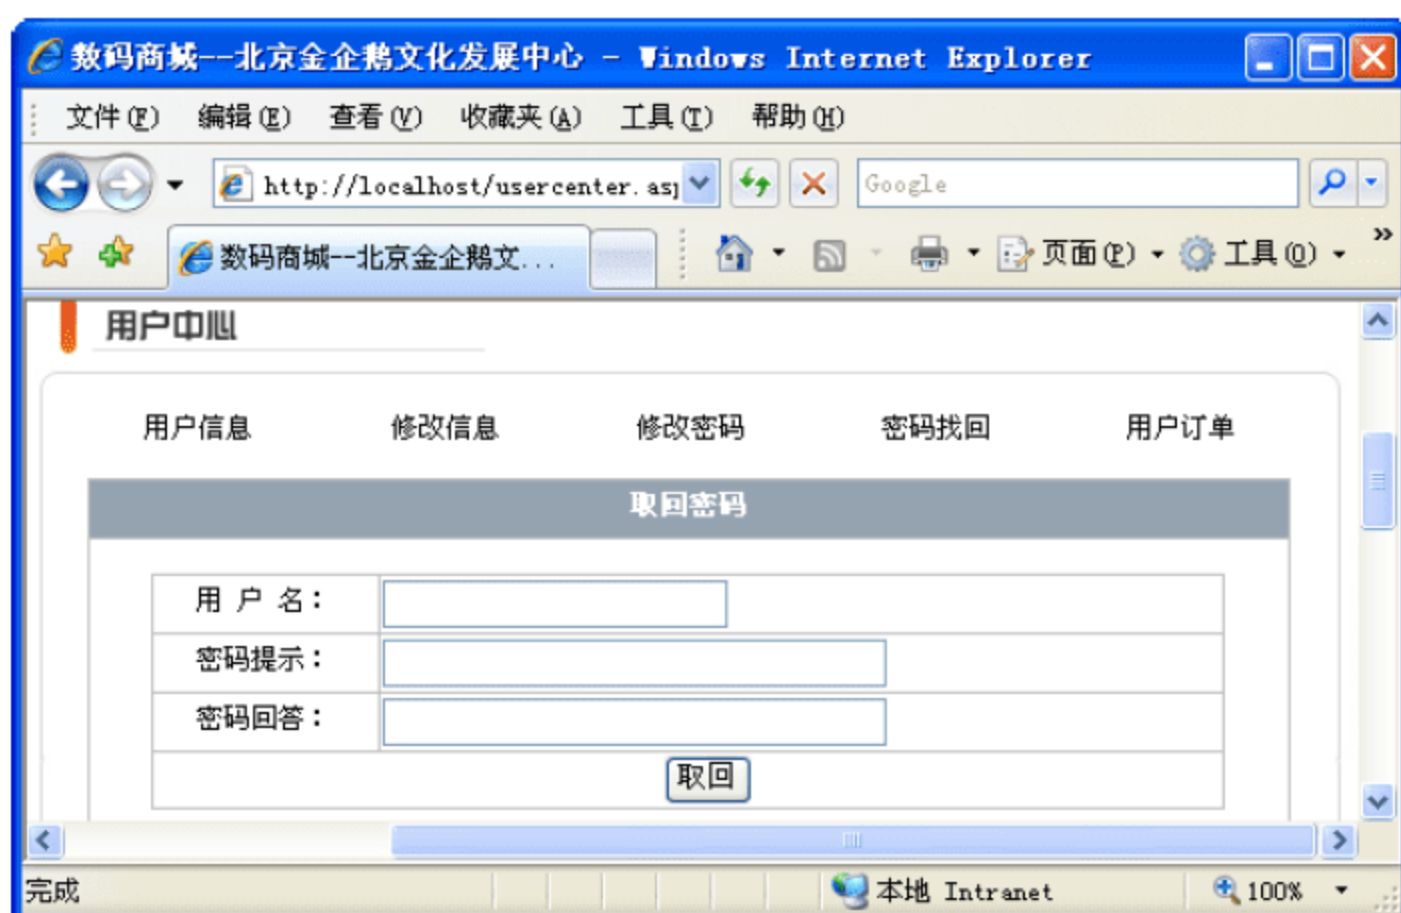 数码商城--北京金企鹅文化发展中心 - Windows Internet Explorer
文件(F) 编辑(E) 查看(V) 收藏夹(A) 工具(T) 帮助(H)
http://localhost/usercenter.asp Google
数码商城--北京金企鹅文... 页面(P) 工具(O) »
用户中心
用户信息 修改信息 修改密码 密码找回 用户订单
取回密码
用 户 名：
密码提示：
密码回答：
取回
完成 本地 Intranet 100%